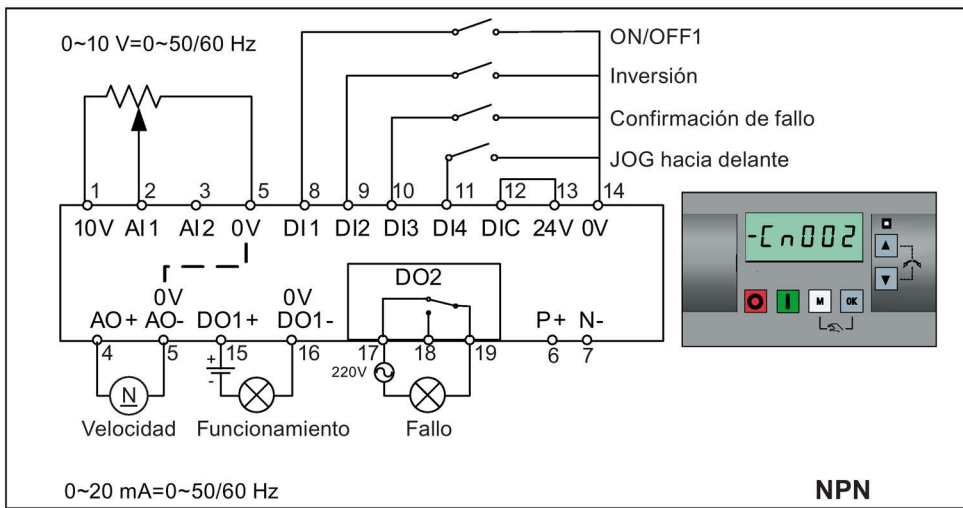 0~10 V=0~50/60 Hz
ON/OFF1
Inversión
Confirmación de fallo
JOG hacia delante
1 2 3 5 8 9 10 11 12 13 14
10V AI1 AI2 0V DI1 DI2 DI3 DI4 DIC 24V 0V
-Cn002
M OK
DO2
0V 0V
AO+ AO- DO1+ DO1- P+ N-
4 5 15 16 17 18 19 6 7
+
-
220V
N
Velocidad Funcionamiento Fallo
0~20 mA=0~50/60 Hz
NPN